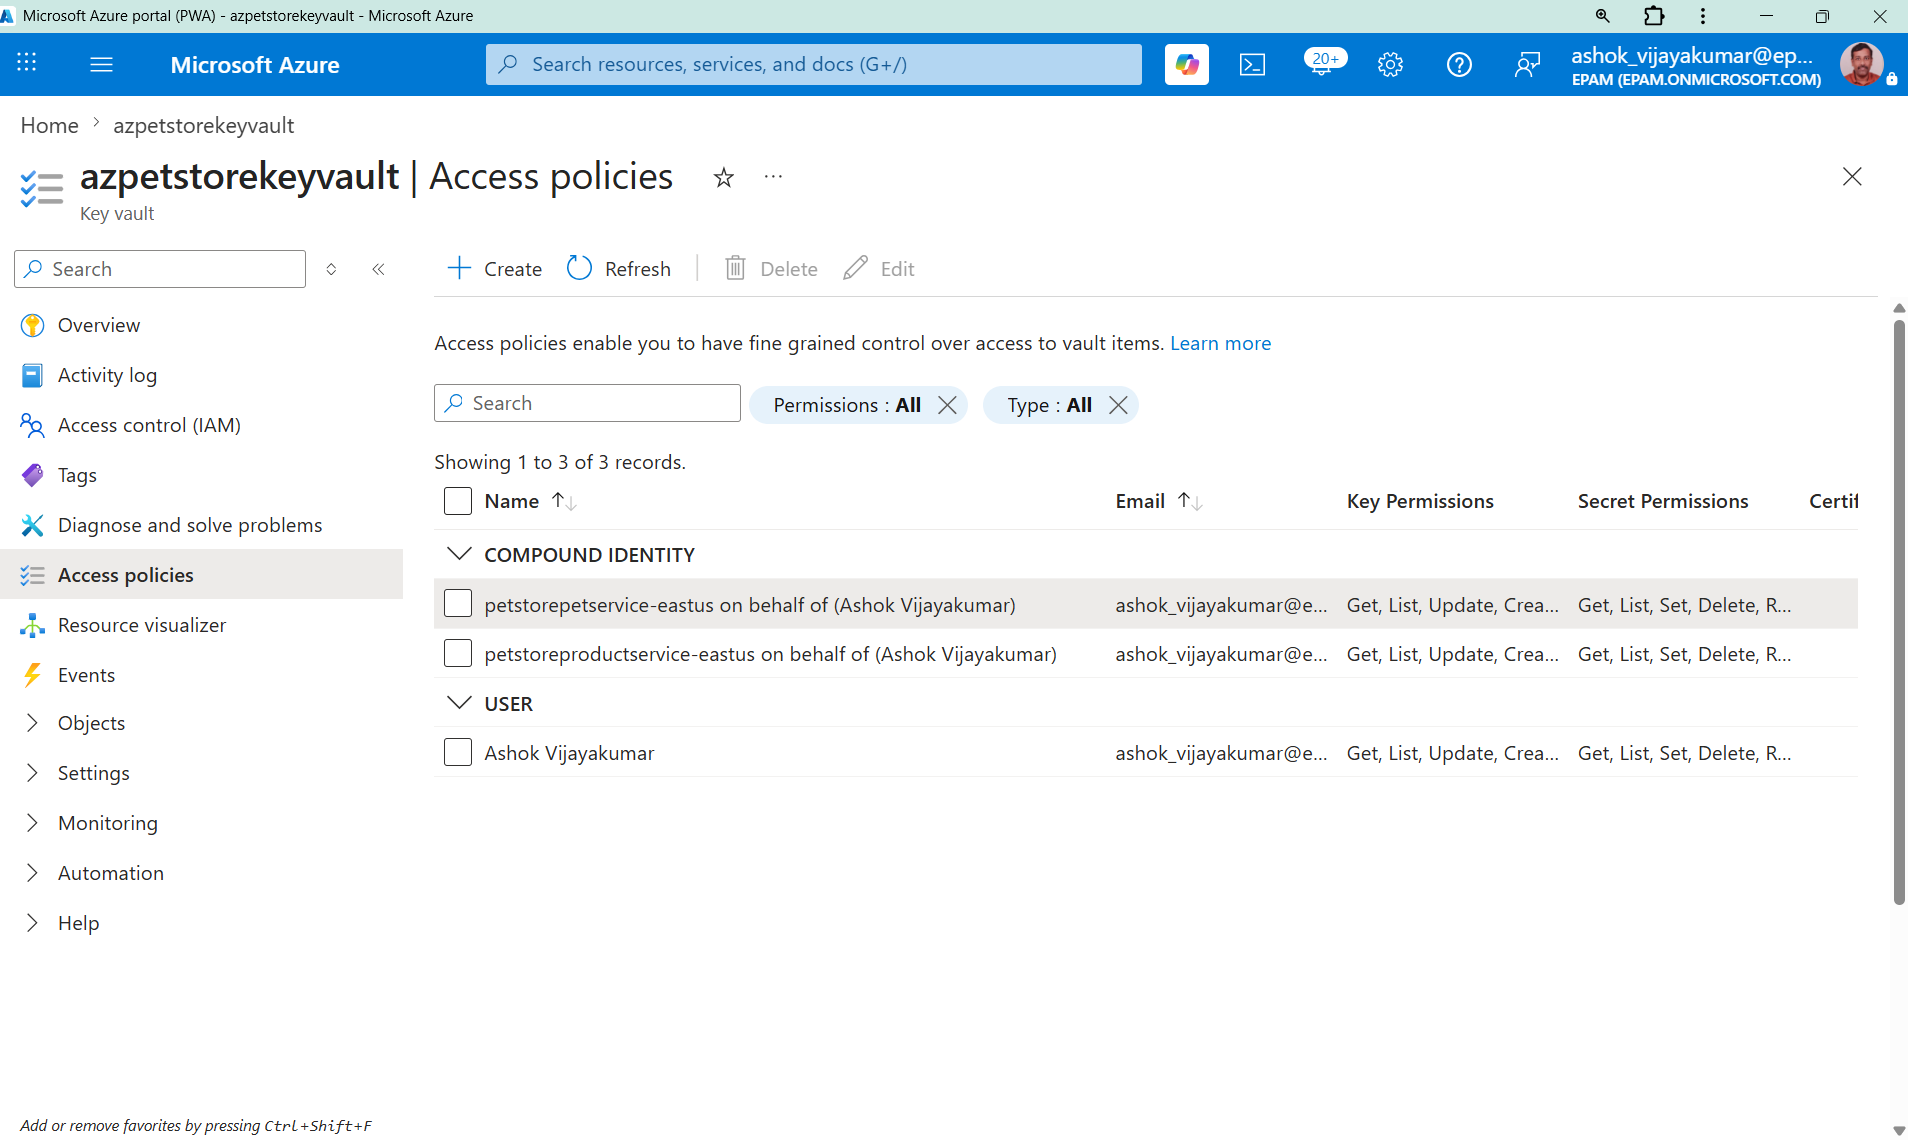 Microsoft Azure portal (PWA) - azpetstorekeyvault - Microsoft Azure
Microsoft Azure
Search resources, services, and docs (G+/)
20+
ashok_vijayakumar@ep...
EPAM (EPAM.ONMICROSOFT.COM)
Home > azpetstorekeyvault
azpetstorekeyvault | Access policies
Key vault
Search
Overview
Activity log
Access control (IAM)
Tags
Diagnose and solve problems
Access policies
Resource visualizer
Events
Objects
Settings
Monitoring
Automation
Help
Add or remove favorites by pressing Ctrl+Shift+F
Create Refresh Delete Edit
Access policies enable you to have fine grained control over access to vault items. Learn more
Search Permissions : All Type : All
Showing 1 to 3 of 3 records.
Name Email Key Permissions Secret Permissions Certif
COMPOUND IDENTITY
petstorepetservice-eastus on behalf of (Ashok Vijayakumar) ashok_vijayakumar@e... Get, List, Update, Crea... Get, List, Set, Delete, R...
petstoreproductservice-eastus on behalf of (Ashok Vijayakumar) ashok_vijayakumar@e... Get, List, Update, Crea... Get, List, Set, Delete, R...
USER
Ashok Vijayakumar ashok_vijayakumar@e... Get, List, Update, Crea... Get, List, Set, Delete, R...